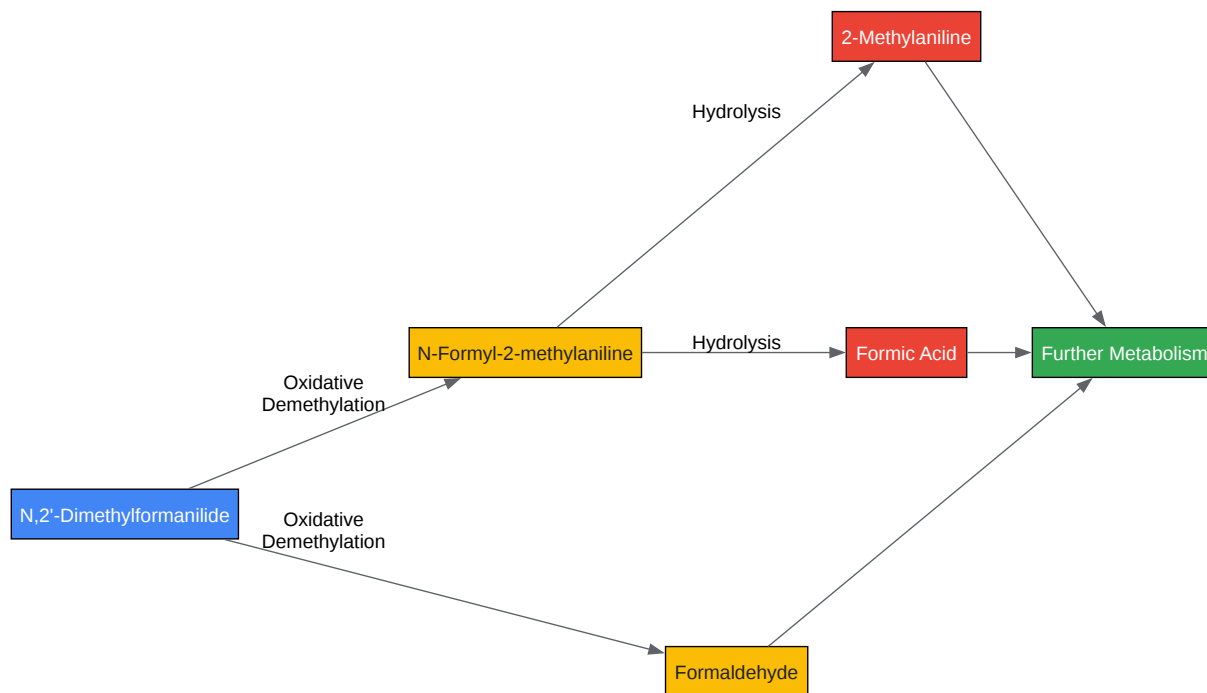 2-Methylaniline
Hydrolysis
N-Formyl-2-methylaniline
Hydrolysis
Formic Acid
Further Metabolism
Oxidative
Demethylation
N,2'-Dimethylformanilide
Oxidative
Demethylation
Formaldehyde